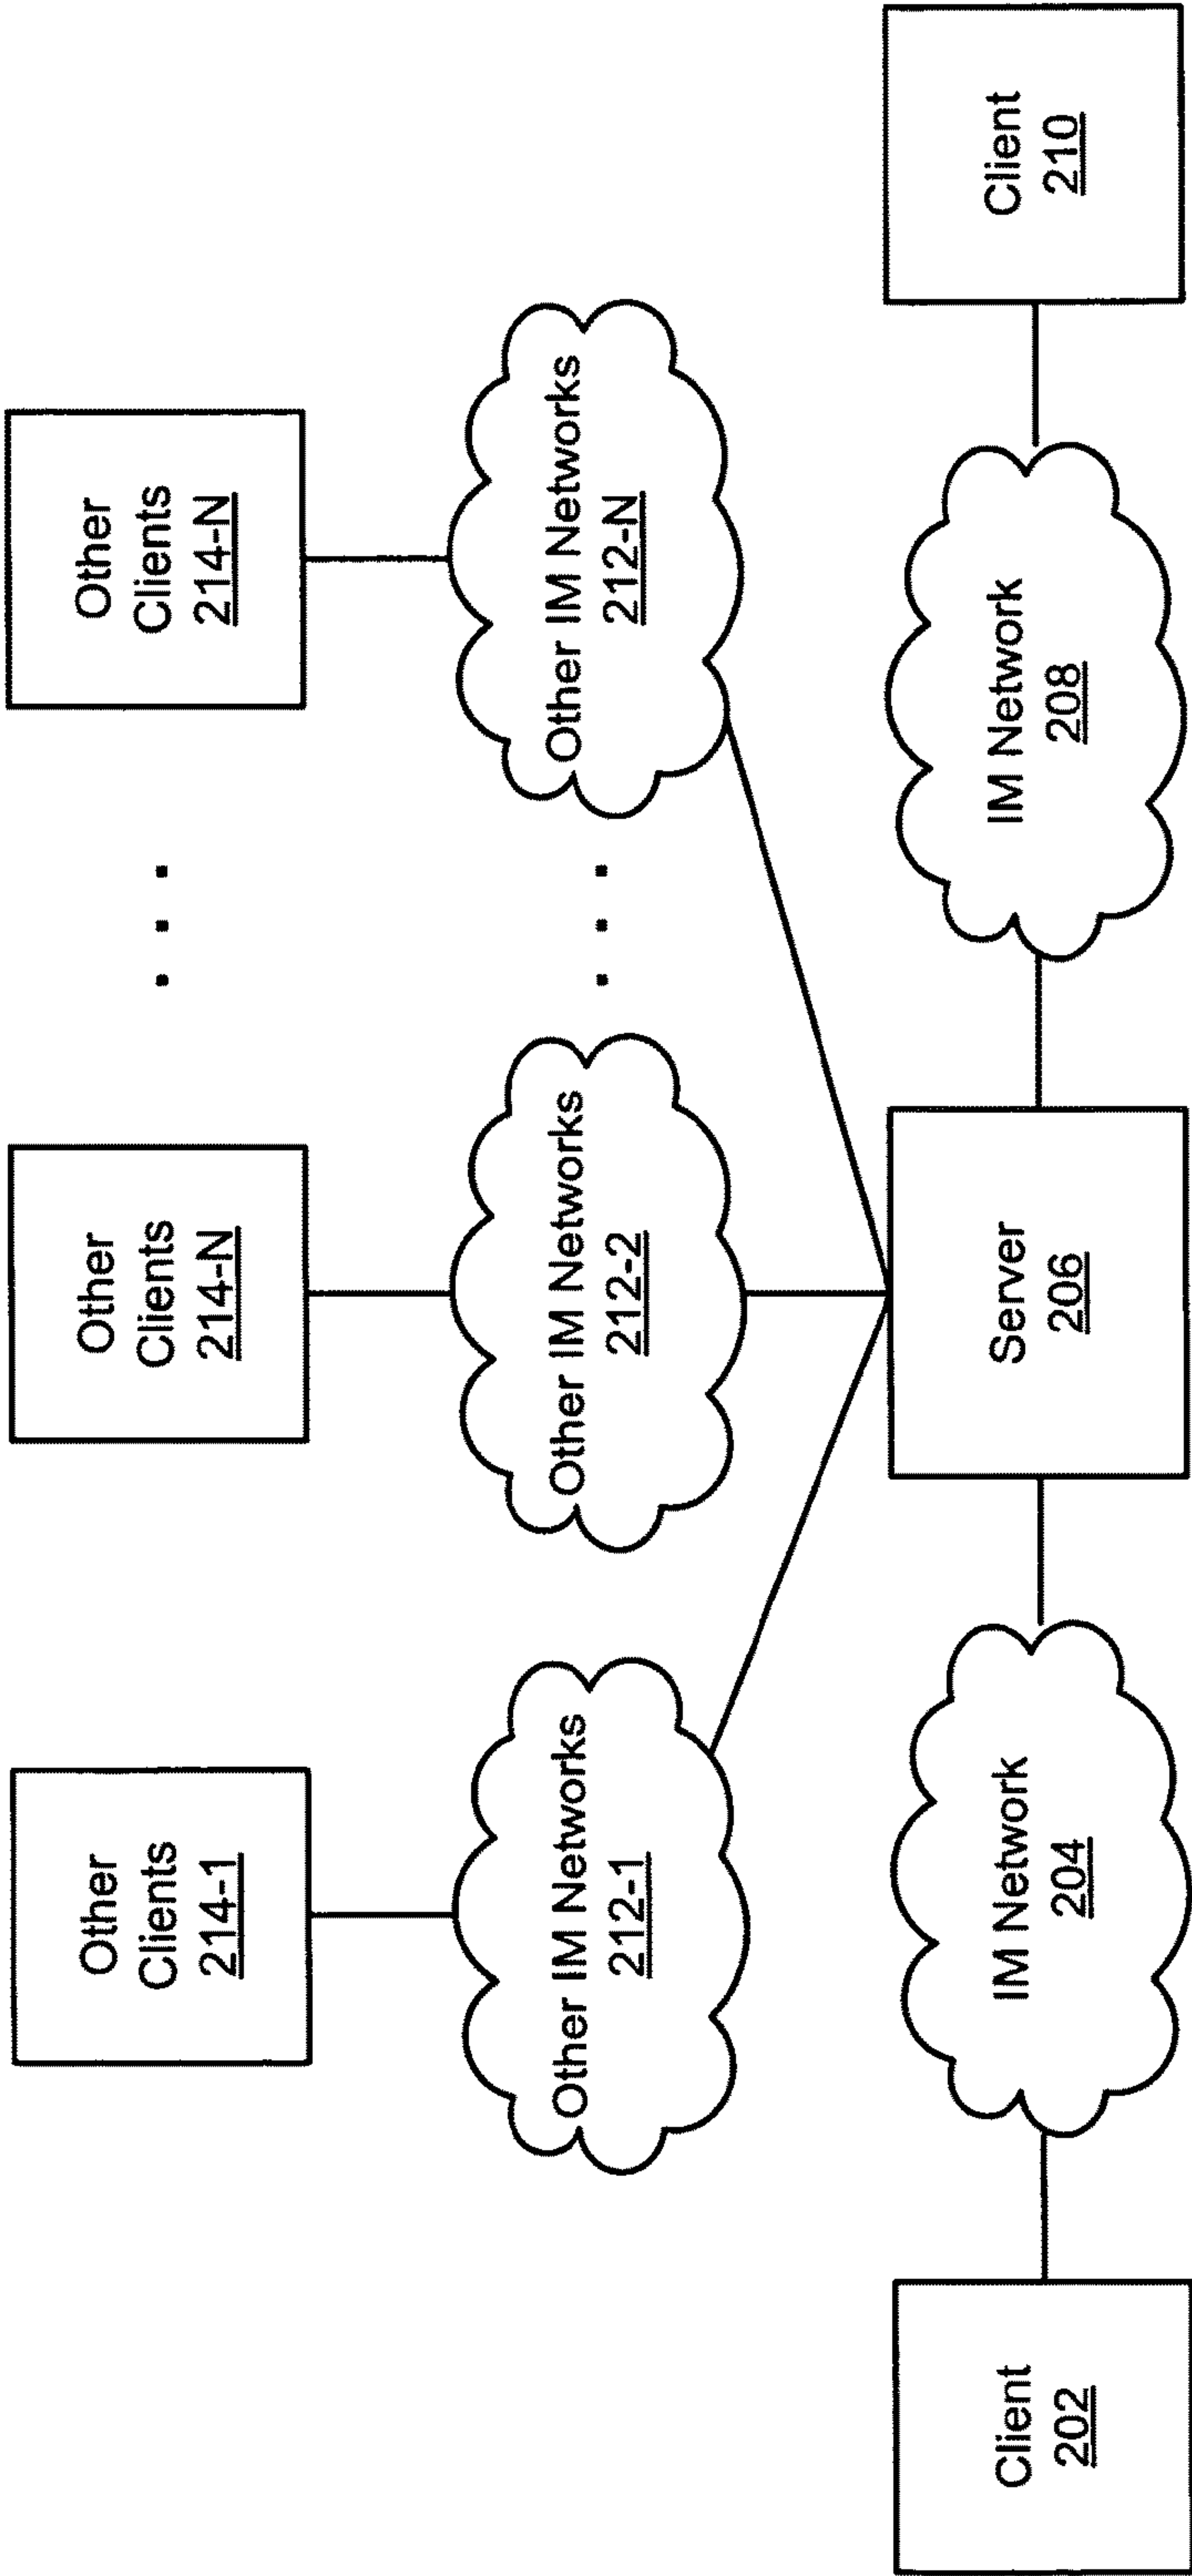 Other
Clients
214-1
Other
Clients
214-N
Other
Clients
214-N
Other IM Networks
212-1
Other IM Networks
212-2
Other IM Networks
212-N
Client
202
IM Network
204
Server
206
IM Network
208
Client
210